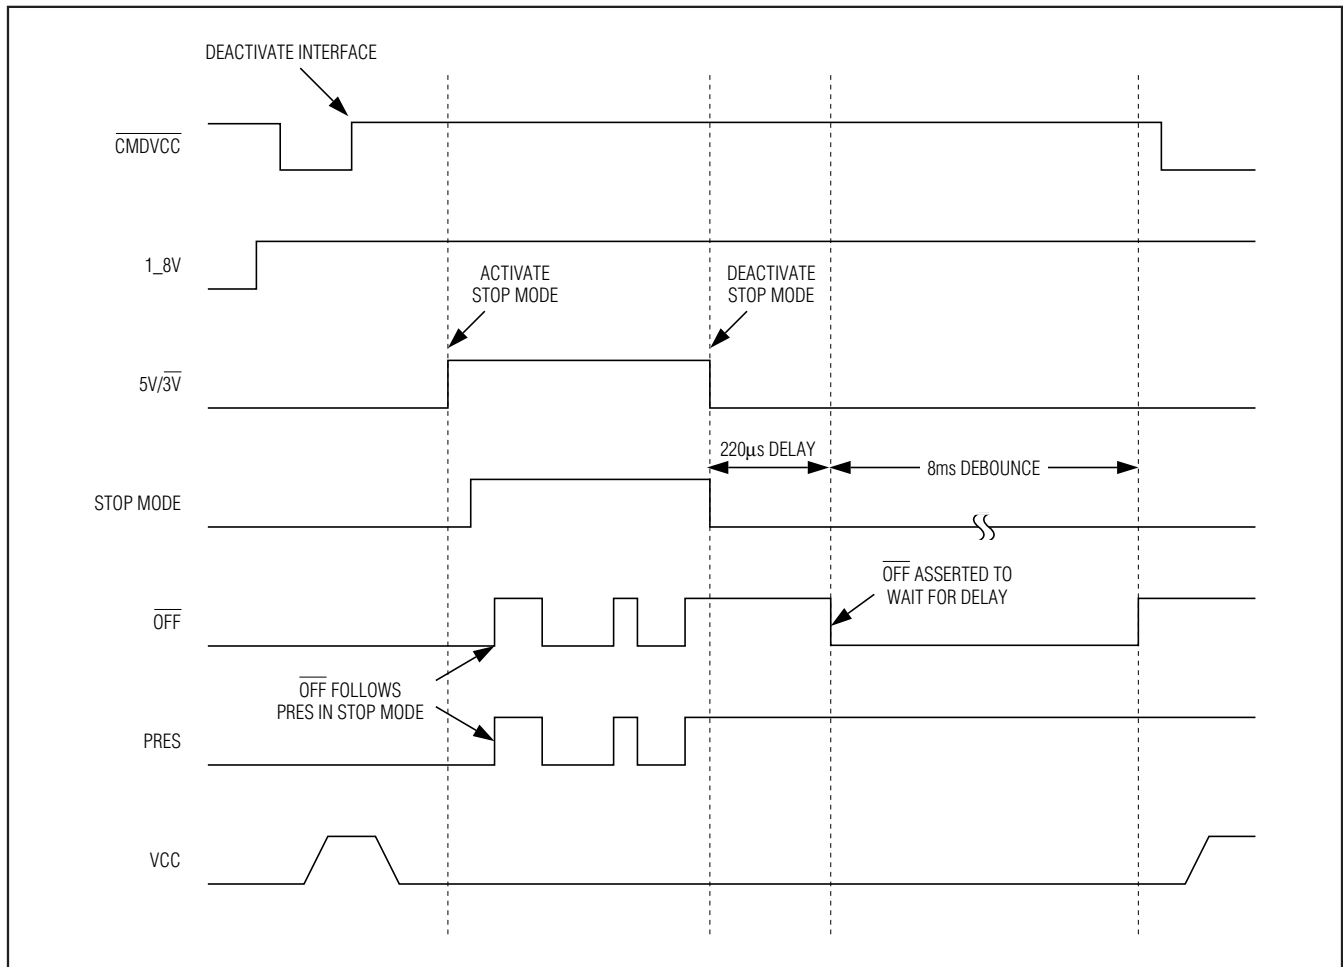 DEACTIVATE INTERFACE
CMDVCC
1_8V
ACTIVATE
STOP MODE
DEACTIVATE
STOP MODE
5V/3V
220μs DELAY
8ms DEBOUNCE
STOP MODE
OFF ASSERTED TO
WAIT FOR DELAY
OFF
OFF FOLLOWS
PRES IN STOP MODE
PRES
VCC